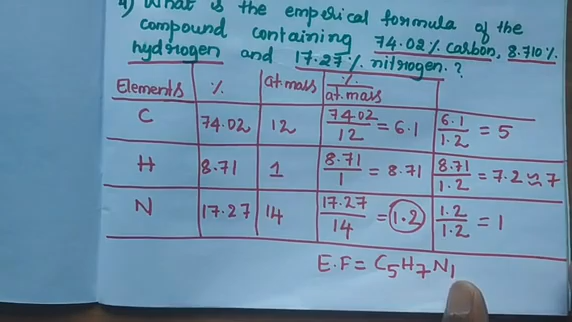 4) What is the emperical formula of the
compound containing 74.02% carbon, 8.710%
hydrogen and 17.27% nitrogen.?
Elements % at.mass %/at.mass
C 74.02 12 74.02/12 = 6.1 6.1/1.2 = 5
H 8.71 1 8.71/1 = 8.71 8.71/1.2 = 7.2 ≈ 7
N 17.27 14 17.27/14 = 1.2 1.2/1.2 = 1
E.F = C₅H₇N₁